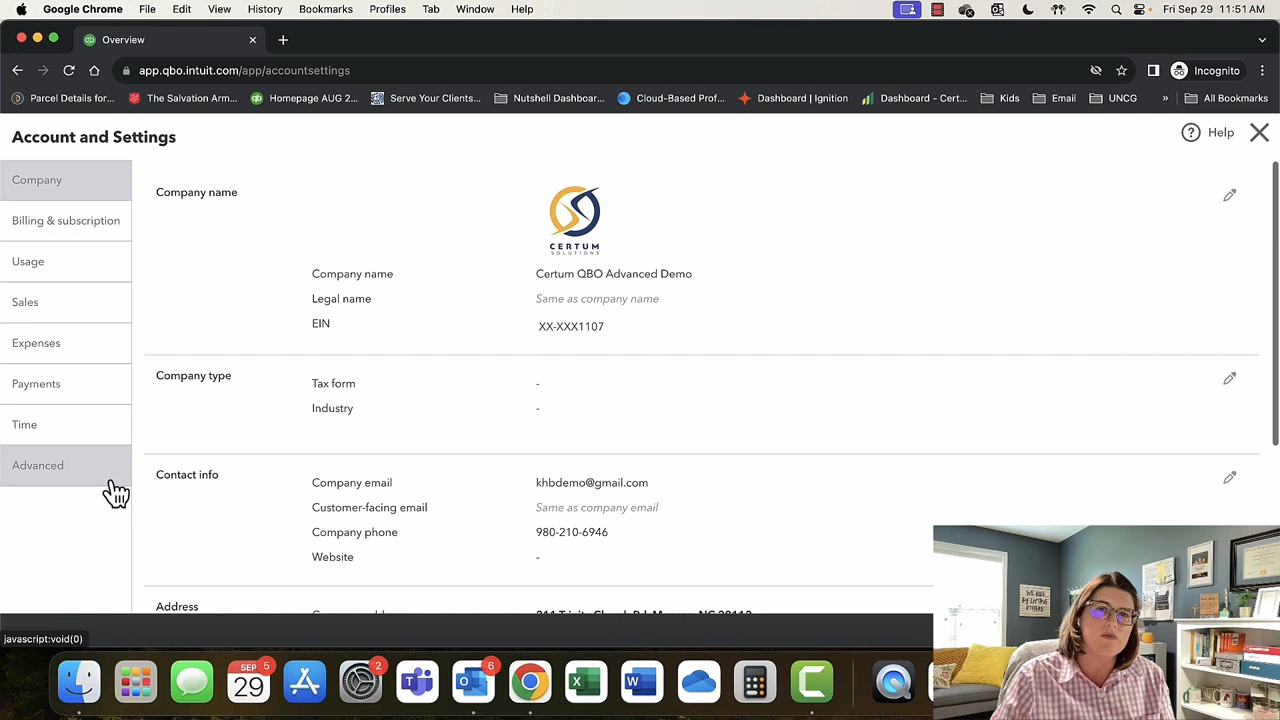 Google Chrome File Edit View History Bookmarks Profiles Tab Window Help Fri Sep 29 11:51 AM
Overview
app.qbo.intuit.com/app/accountsettings Incognito
Parcel Details for... The Salvation Arm... Homepage AUG 2... Serve Your Clients... Nutshell Dashboar... Cloud-Based Prof... Dashboard | Ignition Dashboard - Cert... Kids Email UNCG » All Bookmarks
Account and Settings
Help
Company
Billing & subscription
Usage
Sales
Expenses
Payments
Time
Advanced
Company name
CERTUM
SOLUTIONS
Company name Certum QBO Advanced Demo
Legal name Same as company name
EIN XX-XXX1107
Company type
Tax form -
Industry -
Contact info
Company email khbdemo@gmail.com
Customer-facing email Same as company email
Company phone 980-210-6946
Website -
Address
javascript:void(0)
SEP 5
29
2
6